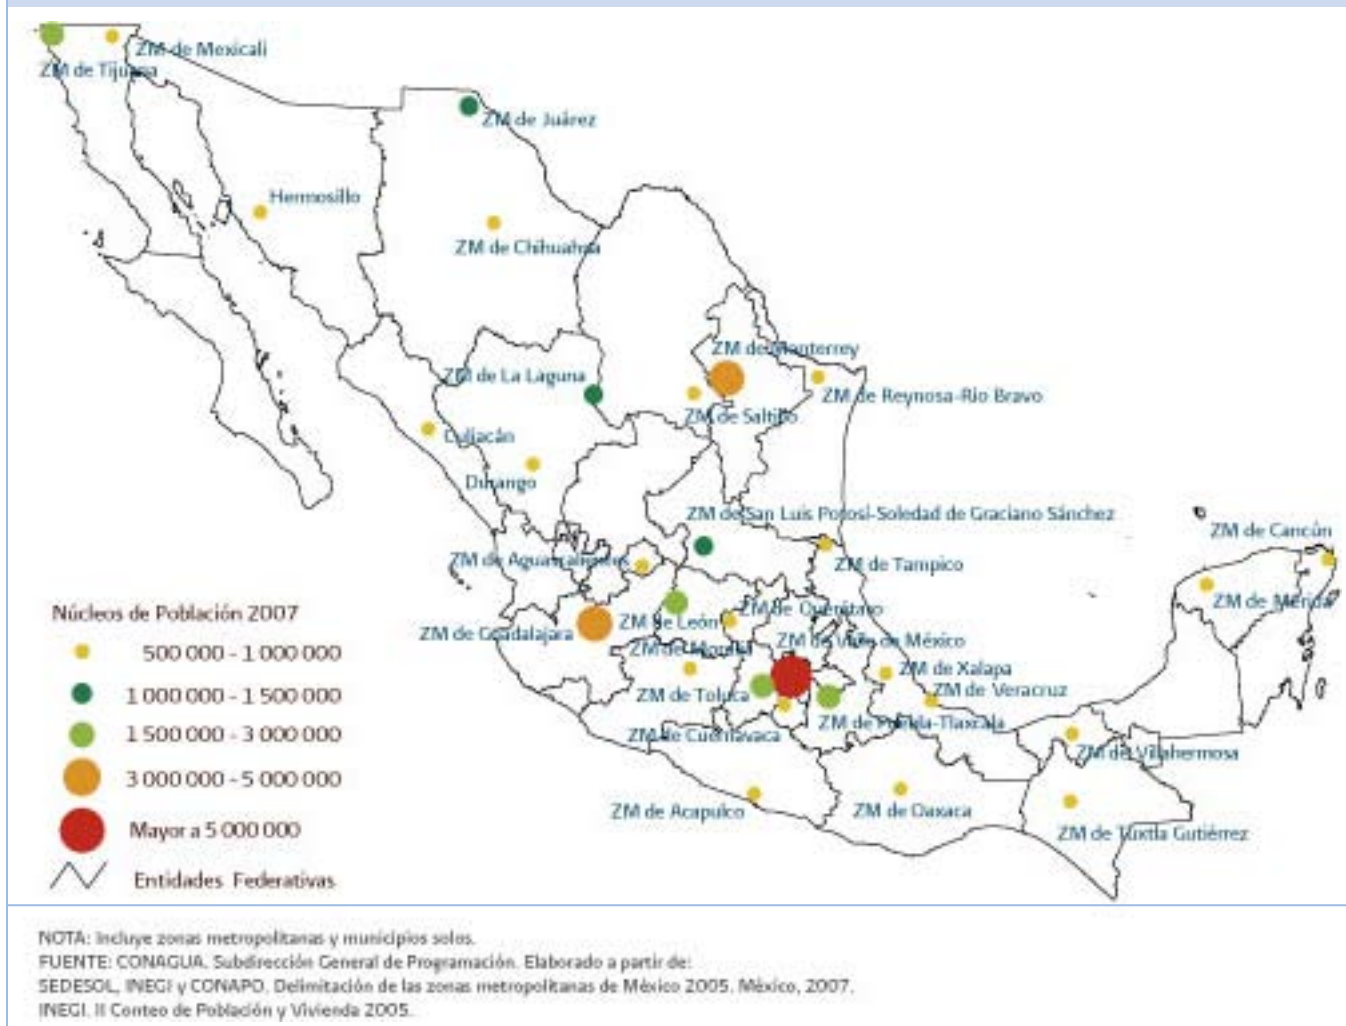 ZM de Mexicali
ZM de Tijuana
ZM de Juárez
Hermosillo
ZM de Chihuahua
ZM de Monterrey
ZM de La Laguna
ZM de Reynosa-Río Bravo
ZM de Saltillo
Culiacán
Durango
ZM de San Luis Potosí-Soledad de Graciano Sánchez
ZM de Cancún
ZM de Aguascalientes
ZM de Tampico
ZM de Mérida
Núcleos de Población 2007
500 000 - 1 000 000
1 000 000 - 1 500 000
1 500 000 - 3 000 000
3 000 000 - 5 000 000
Mayor a 5 000 000
Entidades Federativas
ZM de Querétaro
ZM de León
ZM de Guadalajara
ZM de Valle de México
ZM de Morelia
ZM de Xalapa
ZM de Toluca
ZM de Veracruz
ZM de Puebla-Tlaxcala
ZM de Cuernavaca
ZM de Villahermosa
ZM de Acapulco
ZM de Oaxaca
ZM de Tuxtla Gutiérrez
NOTA: Incluye zonas metropolitanas y municipios solos.
FUENTE: CONAGUA. Subdirección General de Programación. Elaborado a partir de:
SEDESOL, INEGI y CONAPO. Delimitación de las zonas metropolitanas de México 2005. México, 2007.
INEGI. II Conteo de Población y Vivienda 2005.